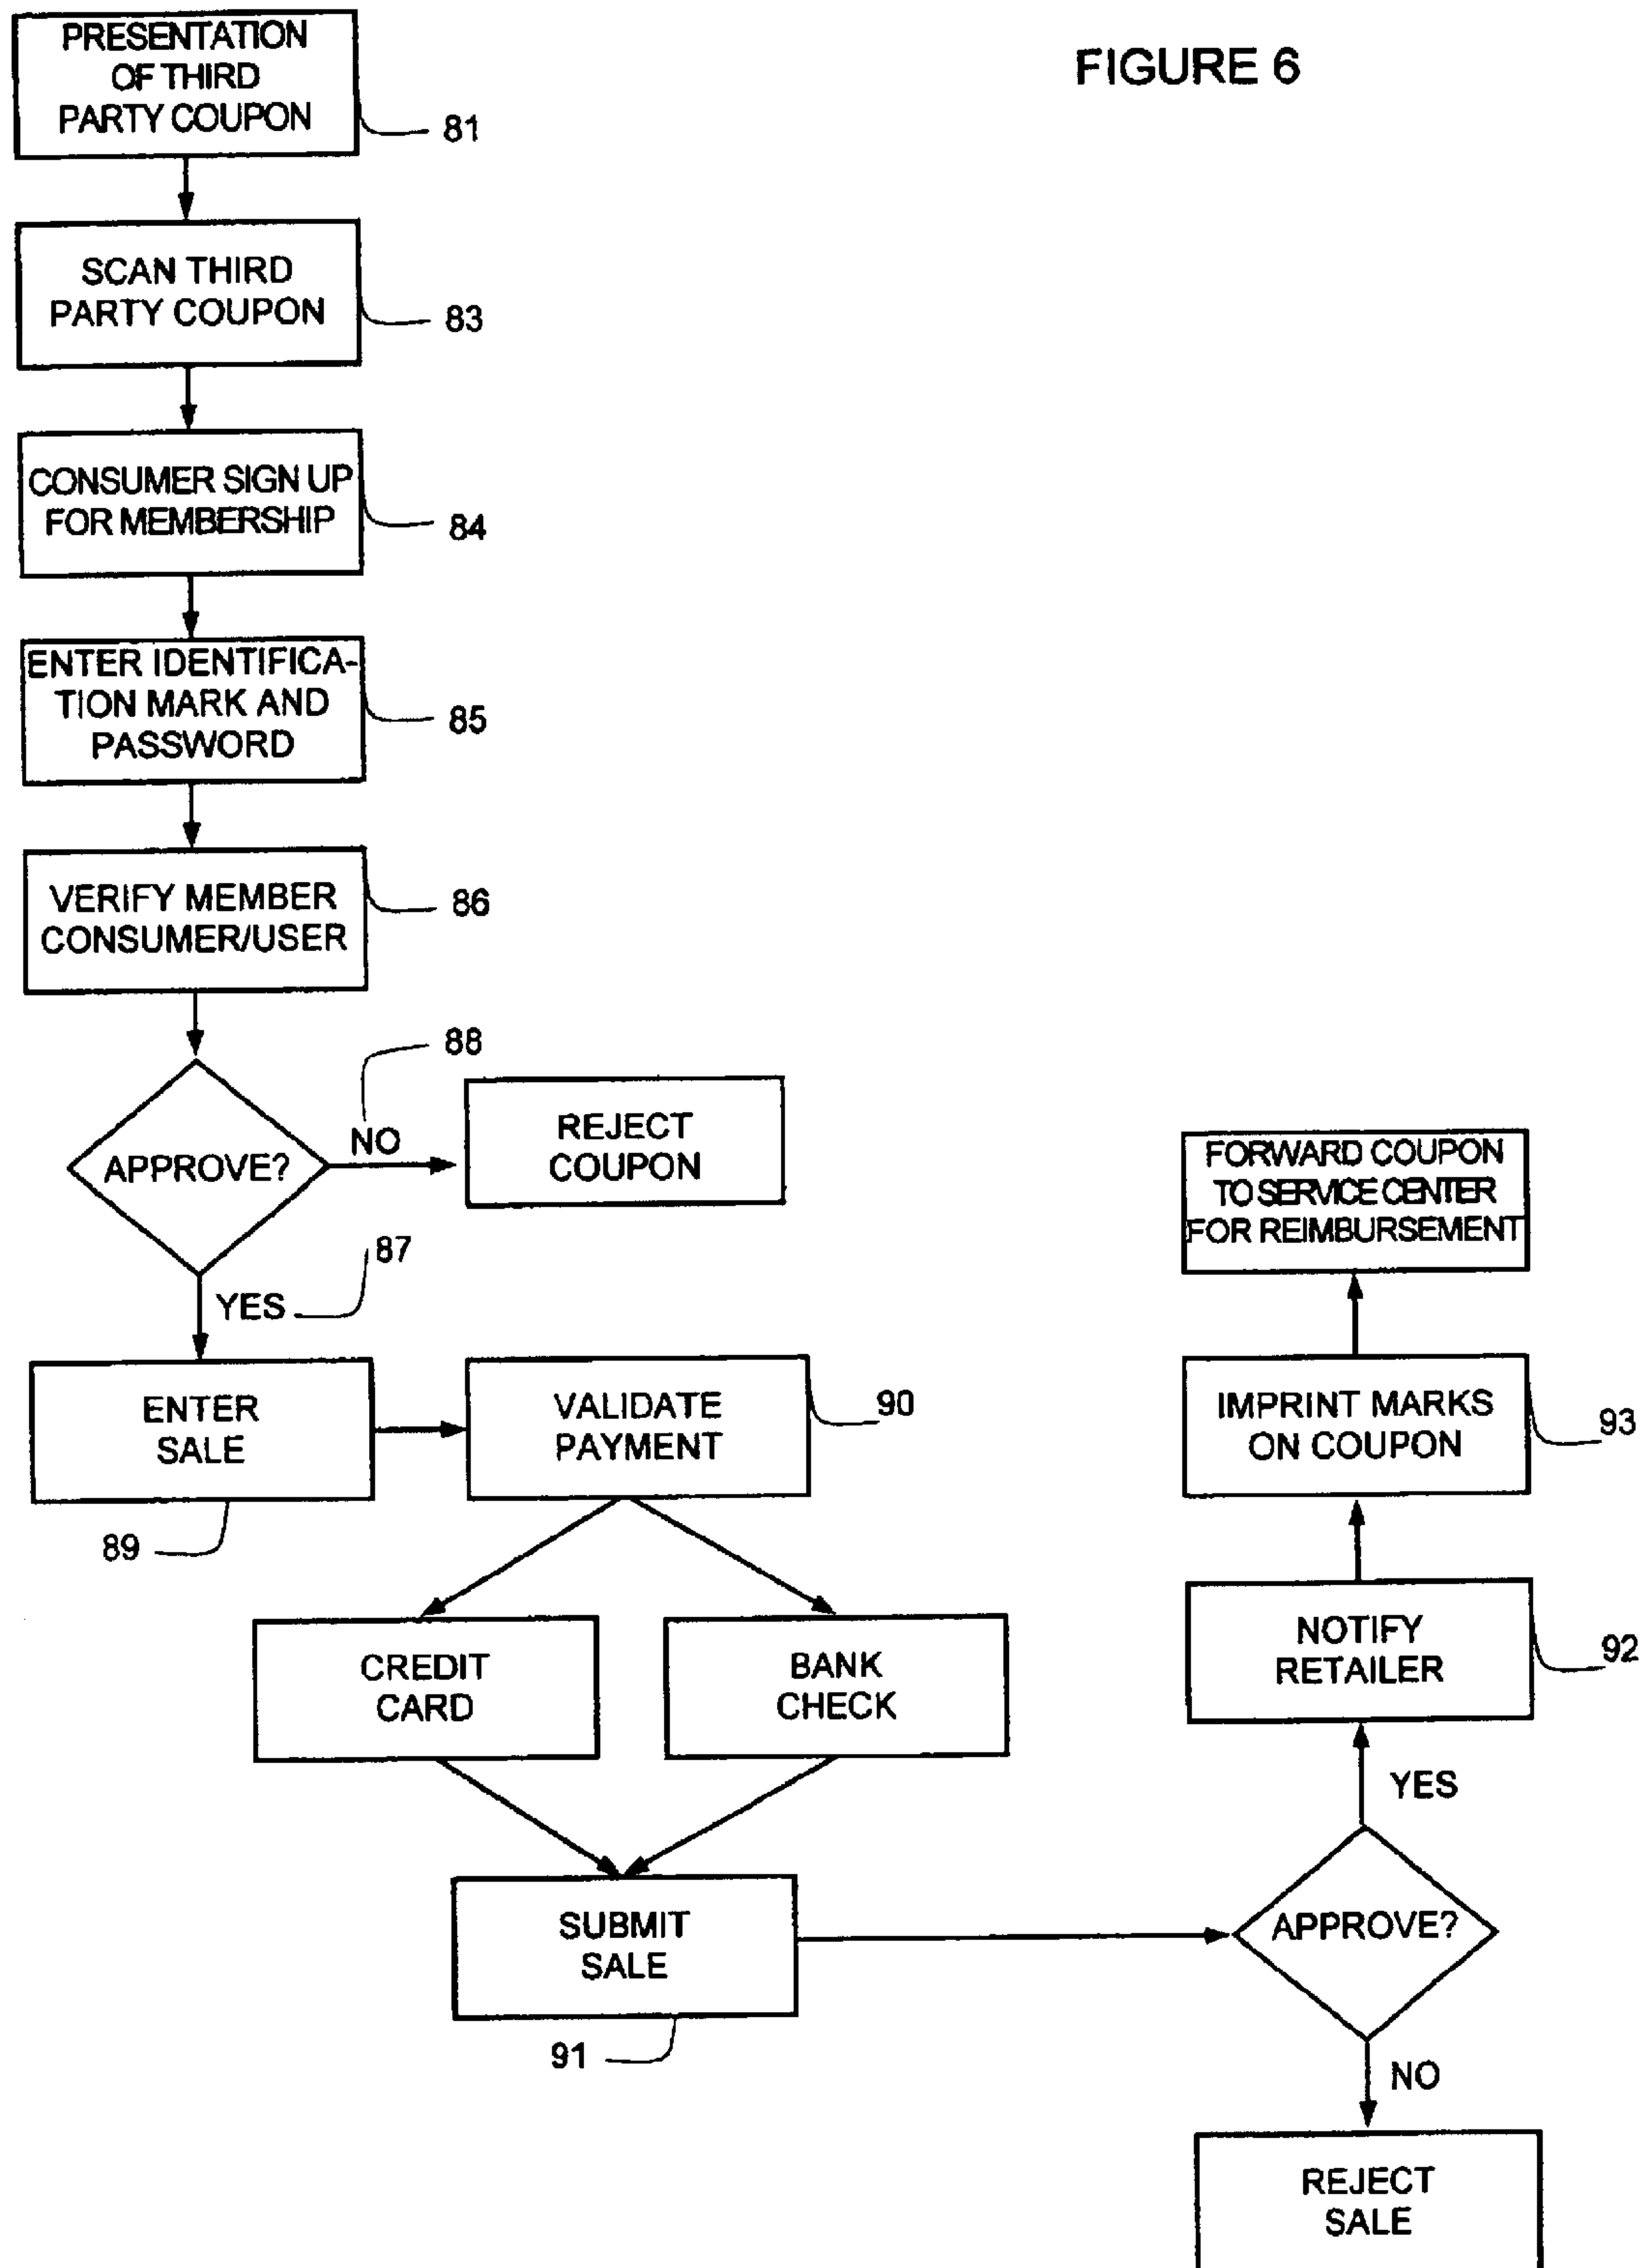 FIGURE 6
PRESENTATION
OF THIRD
PARTY COUPON
81
SCAN THIRD
PARTY COUPON
83
CONSUMER SIGN UP
FOR MEMBERSHIP
84
ENTER IDENTIFICA-
TION MARK AND
PASSWORD
85
VERIFY MEMBER
CONSUMER/USER
86
APPROVE?
88
NO
REJECT
COUPON
87
YES
ENTER
SALE
89
VALIDATE
PAYMENT
90
CREDIT
CARD
BANK
CHECK
SUBMIT
SALE
91
APPROVE?
YES
NOTIFY
RETAILER
92
IMPRINT MARKS
ON COUPON
93
FORWARD COUPON
TO SERVICE CENTER
FOR REIMBURSEMENT
NO
REJECT
SALE